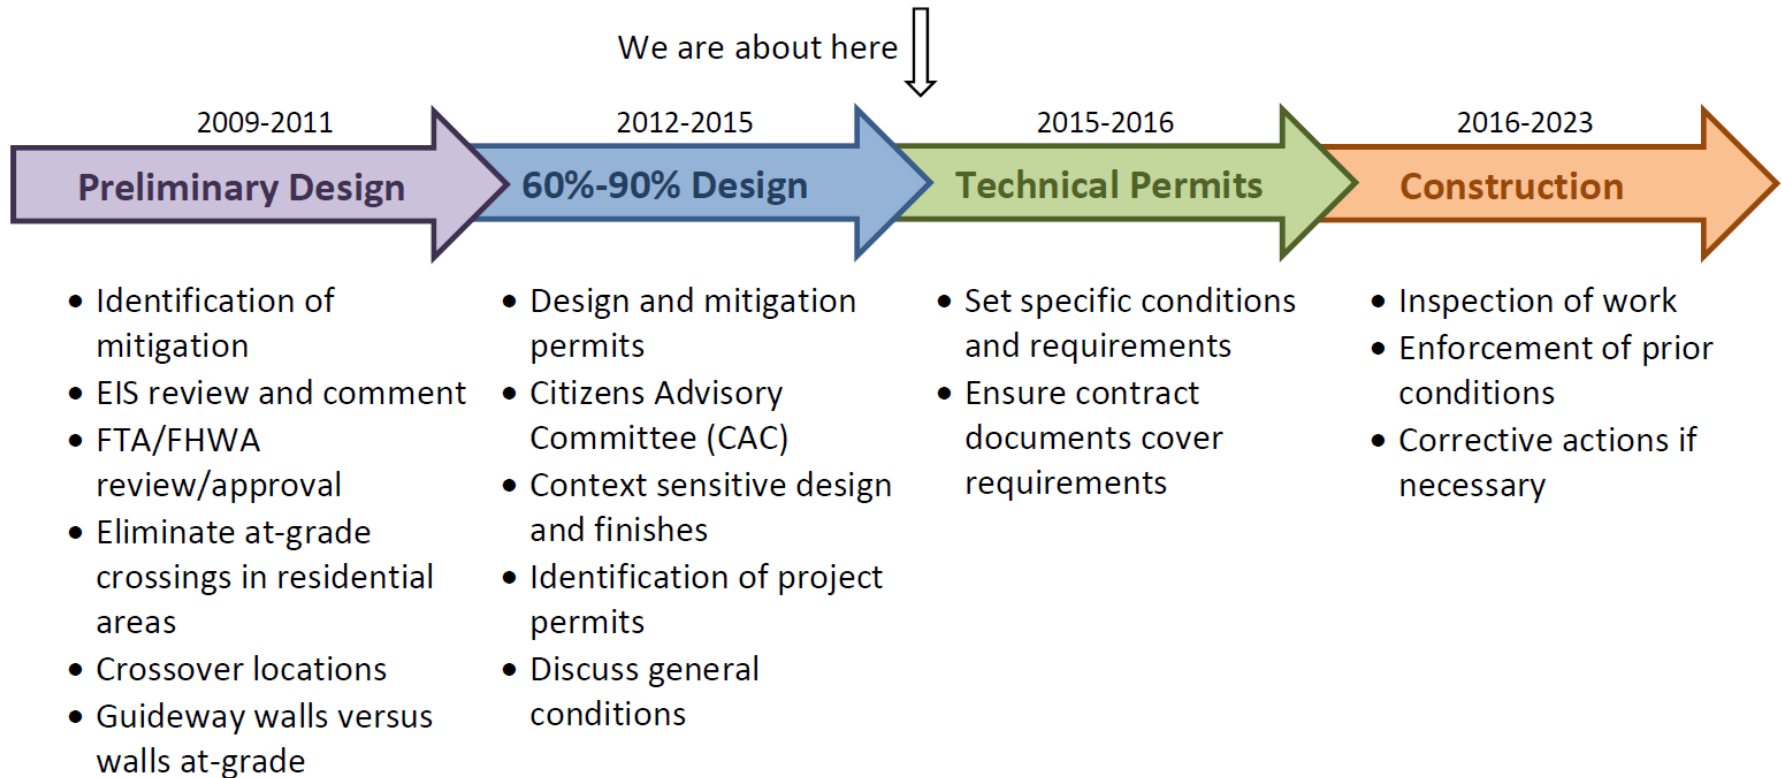 We are about here
2009-2011
2012-2015
2015-2016
2016-2023
Preliminary Design
60%-90% Design
Technical Permits
Construction
• Identification of
mitigation
• EIS review and comment
• FTA/FHWA
review/approval
• Eliminate at-grade
crossings in residential
areas
• Crossover locations
• Guideway walls versus
walls at-grade
• Design and mitigation
permits
• Citizens Advisory
Committee (CAC)
• Context sensitive design
and finishes
• Identification of project
permits
• Discuss general
conditions
• Set specific conditions
and requirements
• Ensure contract
documents cover
requirements
• Inspection of work
• Enforcement of prior
conditions
• Corrective actions if
necessary